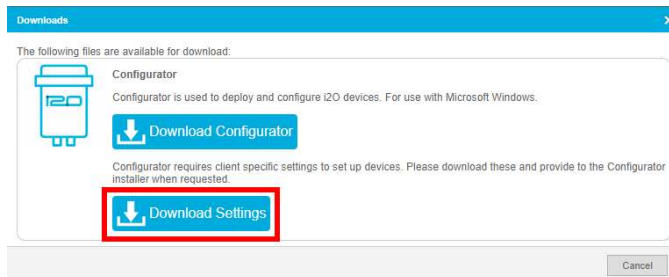 Downloads
The following files are available for download:
Configurator
i2O
Configurator is used to deploy and configure i2O devices. For use with Microsoft Windows.
Download Configurator
Configurator requires client specific settings to set up devices. Please download these and provide to the Configurator
installer when requested.
Download Settings
Cancel